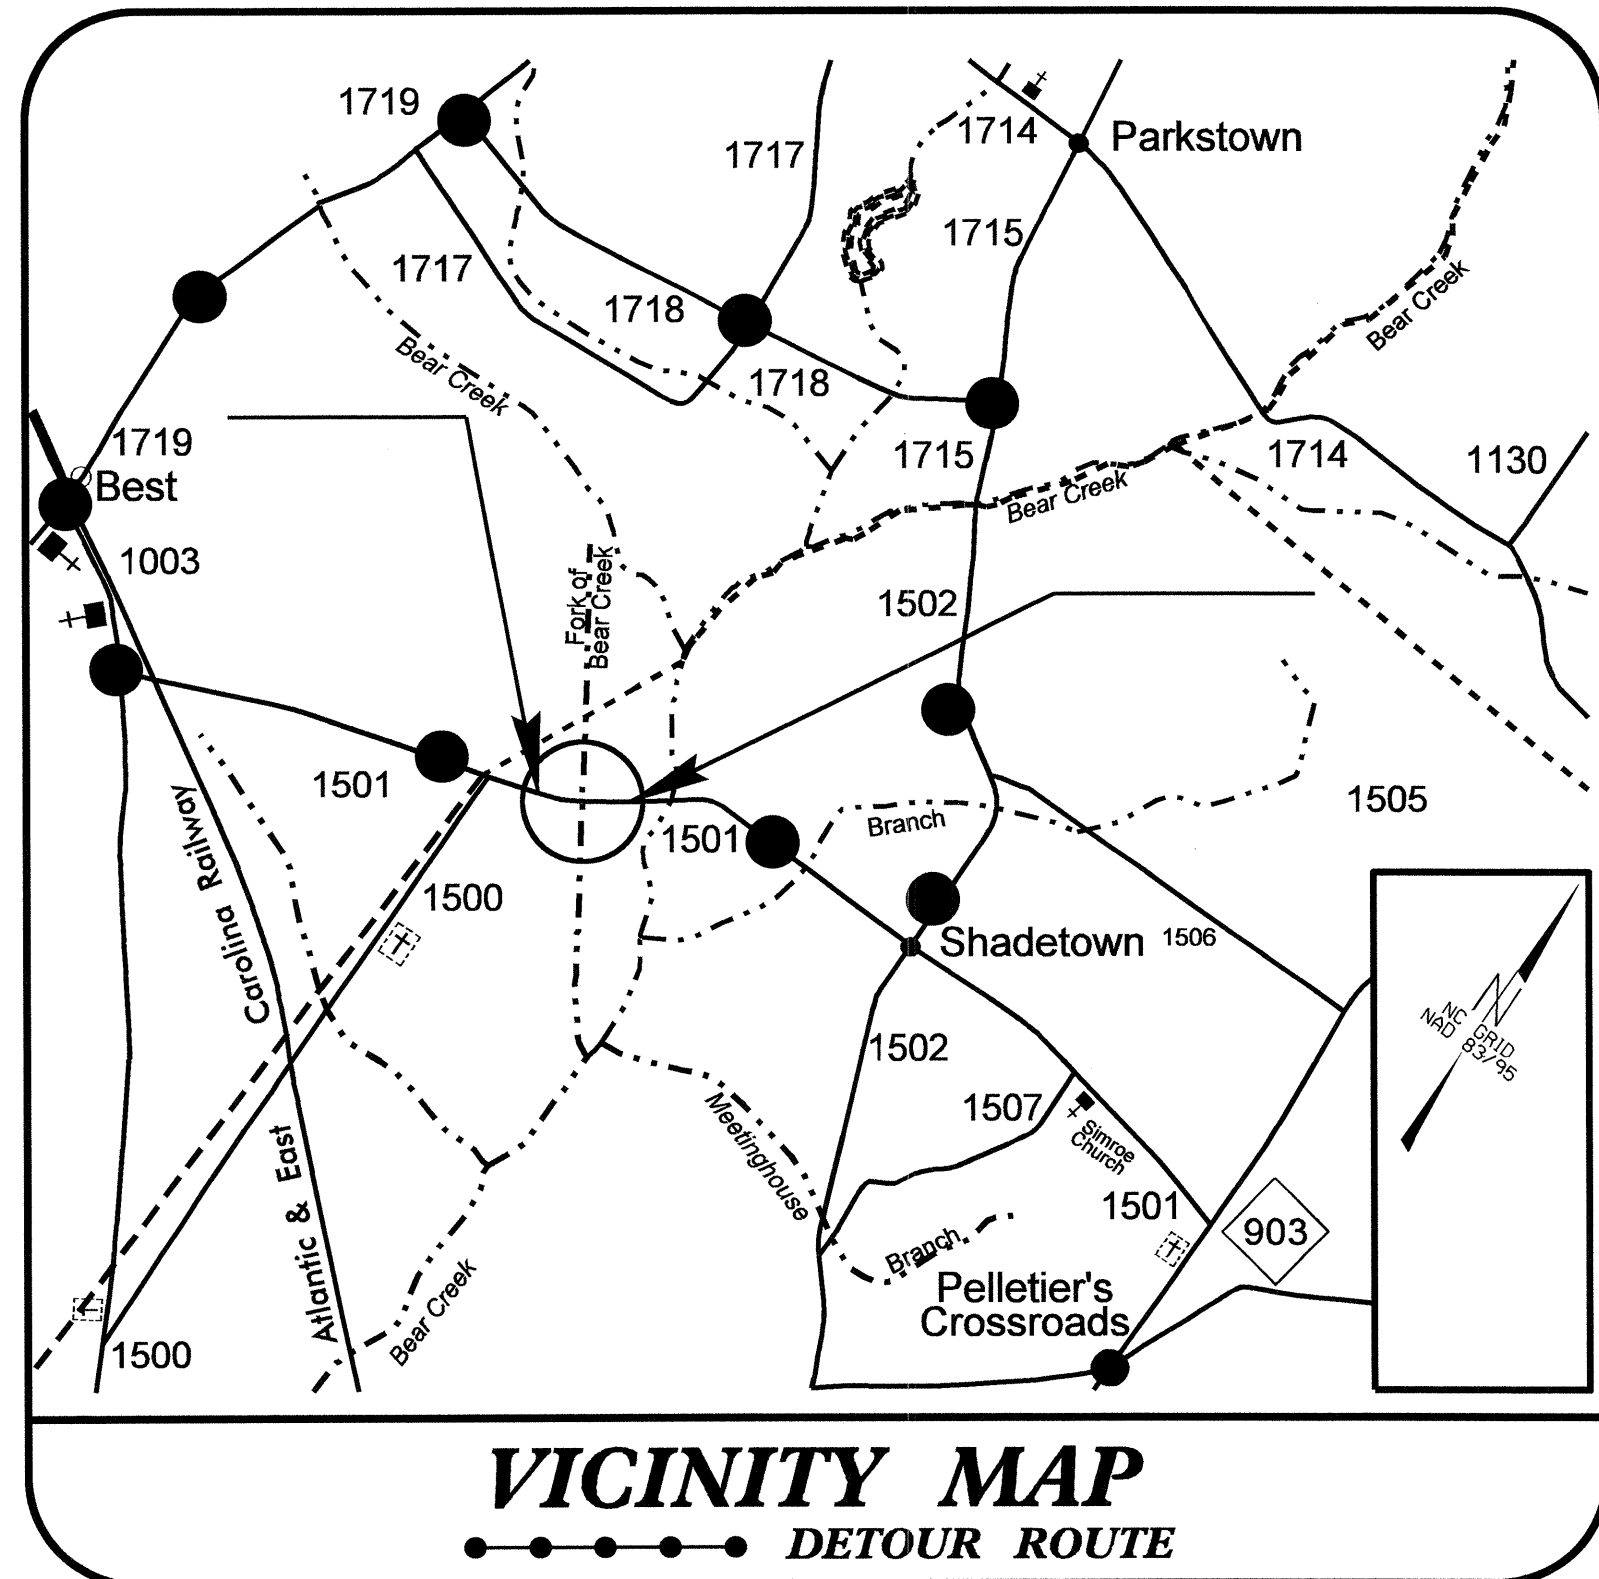 1719
1717
1714
Parkstown
1715
1717
1718
Bear Creek
Bear Creek
1718
1719
Best
1715
Bear Creek
1714
1130
1003
Fork of
Bear Creek
1502
1501
1501
Branch
1505
Carolina Railway
1500
Shadetown
1506
NC GRID
NAD 83/95
N
1502
1507
Simroe
Church
Meetinghouse
Branch
1501
903
Atlantic & East
Bear Creek
Pelletier's
Crossroads
1500
VICINITY MAP
DETOUR ROUTE